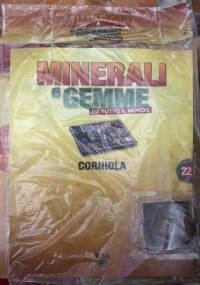 MINERALI
e GEMME
DA TUTTO IL MONDO
CORNIOLA
22